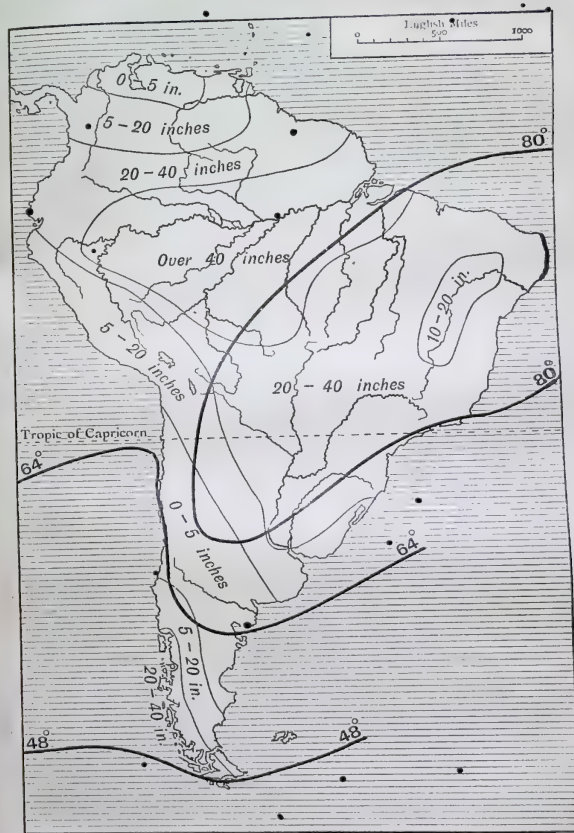 English Miles
0 500 1000
0-5 in.
5-20 inches
20-40 inches
80°
Over 40 inches
10-20-in.
5-20 inches
20-40 inches
80°
Tropic of Capricorn
64°
0-5 inches
64°
5-20 in.
20-40 in.
48°
48°